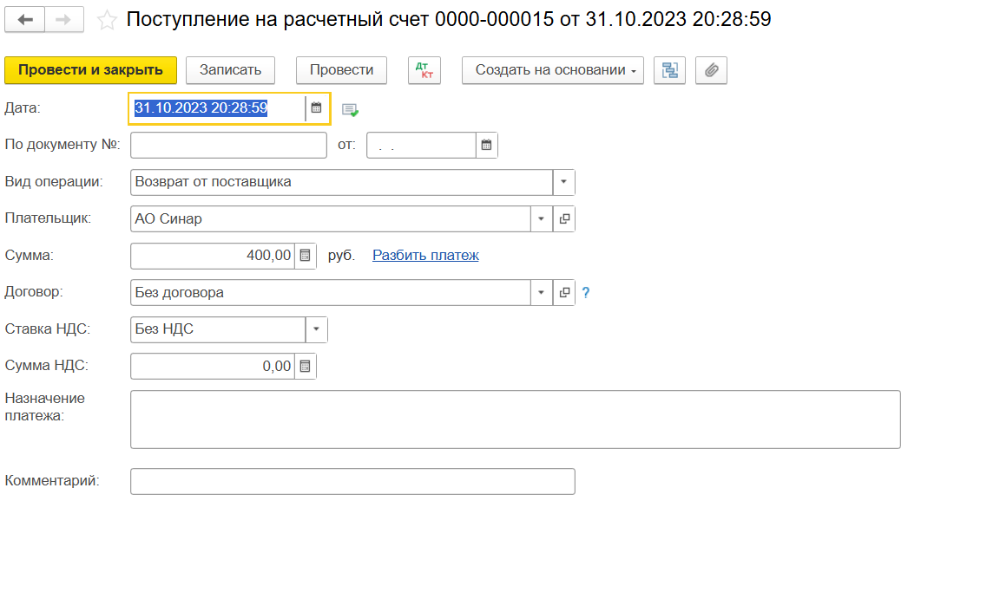 Поступление на расчетный счет 0000-000015 от 31.10.2023 20:28:59
Провести и закрыть Записать Провести Дт Кт Создать на основании
Дата: 31.10.2023 20:28:59
По документу №: от: . .
Вид операции: Возврат от поставщика
Плательщик: АО Синар
Сумма: 400,00 руб. Разбить платеж
Договор: Без договора ?
Ставка НДС: Без НДС
Сумма НДС: 0,00
Назначение
платежа:
Комментарий: